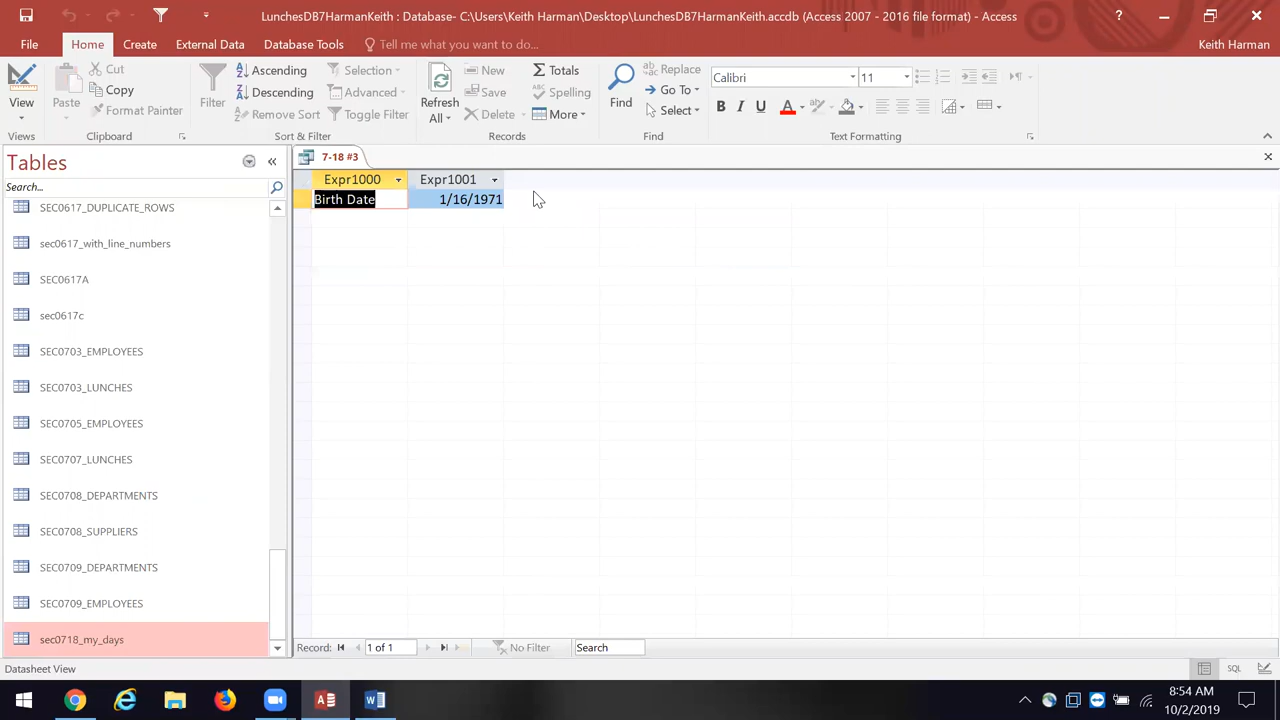 LunchesDB7HarmanKeith : Database- C:\Users\Keith Harman\Desktop\LunchesDB7HarmanKeith.accdb (Access 2007 - 2016 file format) - Access
?
File Home Create External Data Database Tools Tell me what you want to do... Keith Harman
View
Paste
Cut
Copy
Format Painter
Filter
Ascending
Descending
Remove Sort
Selection
Advanced
Toggle Filter
Refresh
All
New
Save
Delete
Totals
Spelling
More
Find
Replace
Go To
Select
Calibri 11
B I U A
Views Clipboard Sort & Filter Records Find Text Formatting
Tables
Search...
SEC0617_DUPLICATE_ROWS
sec0617_with_line_numbers
SEC0617A
sec0617c
SEC0703_EMPLOYEES
SEC0703_LUNCHES
SEC0705_EMPLOYEES
SEC0707_LUNCHES
SEC0708_DEPARTMENTS
SEC0708_SUPPLIERS
SEC0709_DEPARTMENTS
SEC0709_EMPLOYEES
sec0718_my_days
7-18 #3
Expr1000 Expr1001
Birth Date 1/16/1971
Record: 1 of 1 No Filter Search
Datasheet View SQL
8:54 AM
10/2/2019